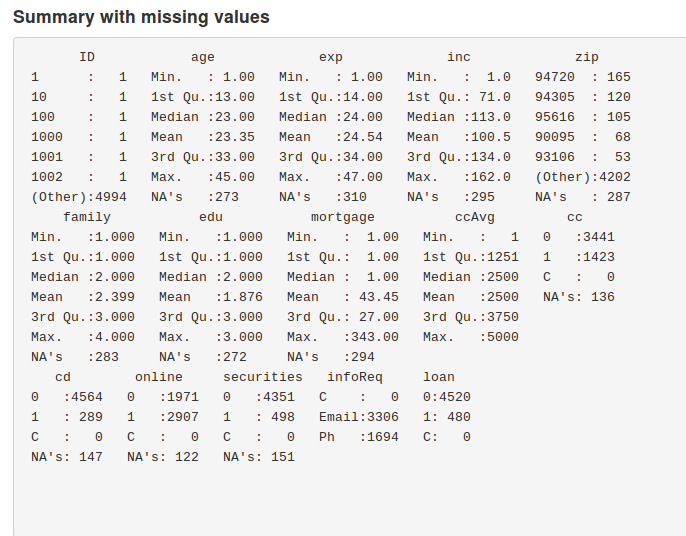 Summary with missing values
       ID             age             exp             inc              zip
 1      :   1   Min.   : 1.00   Min.   : 1.00   Min.   :  1.0   94720  : 165
 10     :   1   1st Qu.:13.00   1st Qu.:14.00   1st Qu.: 71.0   94305  : 120
 100    :   1   Median :23.00   Median :24.00   Median :113.0   95616  : 105
 1000   :   1   Mean   :23.35   Mean   :24.54   Mean   :100.5   90095  :  68
 1001   :   1   3rd Qu.:33.00   3rd Qu.:34.00   3rd Qu.:134.0   93106  :  53
 1002   :   1   Max.   :45.00   Max.   :47.00   Max.   :162.0   (Other):4202
 (Other):4994   NA's   :273     NA's   :310     NA's   :295     NA's   : 287
     family           edu           mortgage          ccAvg         cc
 Min.   :1.000   Min.   :1.000   Min.   :  1.00   Min.   :   1   0   :3441
 1st Qu.:1.000   1st Qu.:1.000   1st Qu.:  1.00   1st Qu.:1251   1   :1423
 Median :2.000   Median :2.000   Median :  1.00   Median :2500   C   :   0
 Mean   :2.399   Mean   :1.876   Mean   : 43.45   Mean   :2500   NA's: 136
 3rd Qu.:3.000   3rd Qu.:3.000   3rd Qu.: 27.00   3rd Qu.:3750
 Max.   :4.000   Max.   :3.000   Max.   :343.00   Max.   :5000
 NA's   :283     NA's   :272     NA's   :294
    cd        online     securities   infoReq     loan
 0   :4564   0   :1971   0   :4351   C    :   0   0:4520
 1   : 289   1   :2907   1   : 498   Email:3306   1: 480
 C   :   0   C   :   0   C   :   0   Ph   :1694   C:   0
 NA's: 147   NA's: 122   NA's: 151